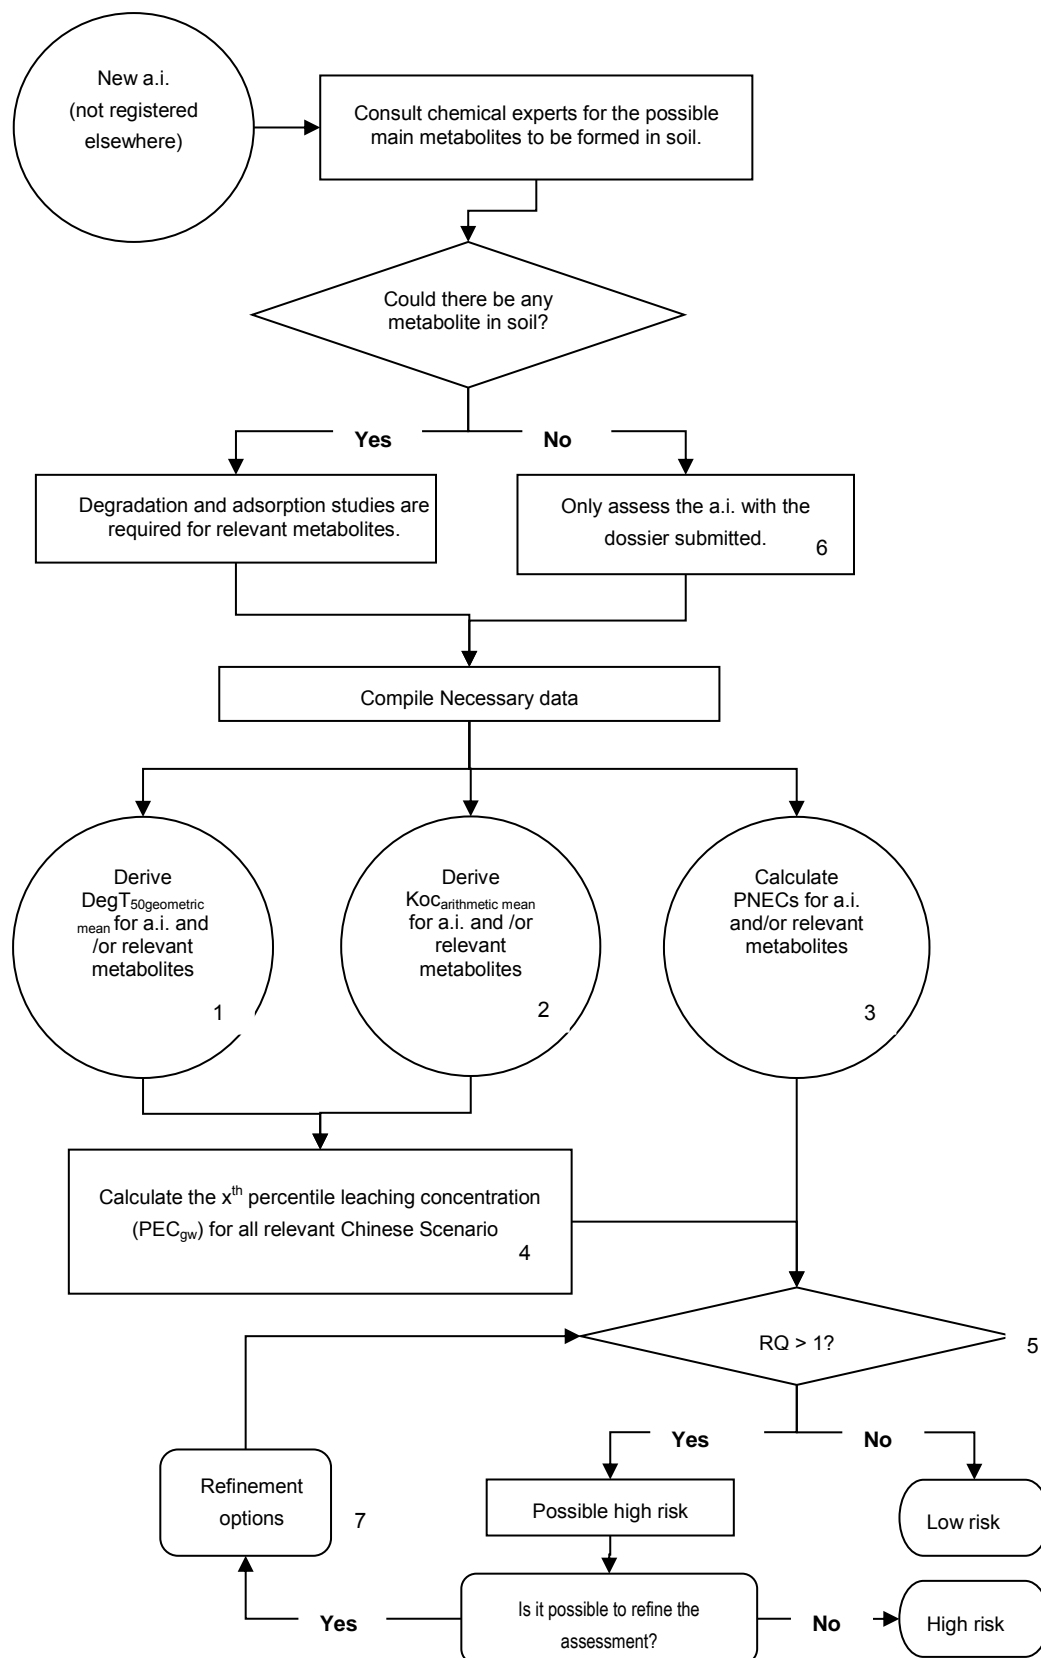 New a.i.
(not registered
elsewhere)
Consult chemical experts for the possible
main metabolites to be formed in soil.
Could there be any
metabolite in soil?
Yes
No
Degradation and adsorption studies are
required for relevant metabolites.
Only assess the a.i. with the
dossier submitted.
6
Compile Necessary data
Derive
DegT50geometric
mean for a.i. and
/or relevant
metabolites
1
Derive
Kocarithmetic mean
for a.i. and /or
relevant
metabolites
2
Calculate
PNECs for a.i.
and/or relevant
metabolites
3
Calculate the xth percentile leaching concentration
(PECgw) for all relevant Chinese Scenario
4
RQ > 1?
5
Yes
No
Refinement
options
7
Possible high risk
Low risk
Is it possible to refine the
assessment?
Yes
No
High risk